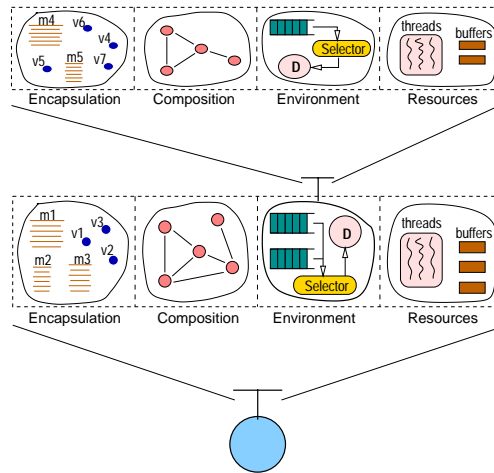 m4
v6
v4
v5
m5
v7
Selector
D
threads
buffers
Encapsulation
Composition
Environment
Resources
m1
v3
v1
v2
m2
m3
D
Selector
threads
buffers
Encapsulation
Composition
Environment
Resources